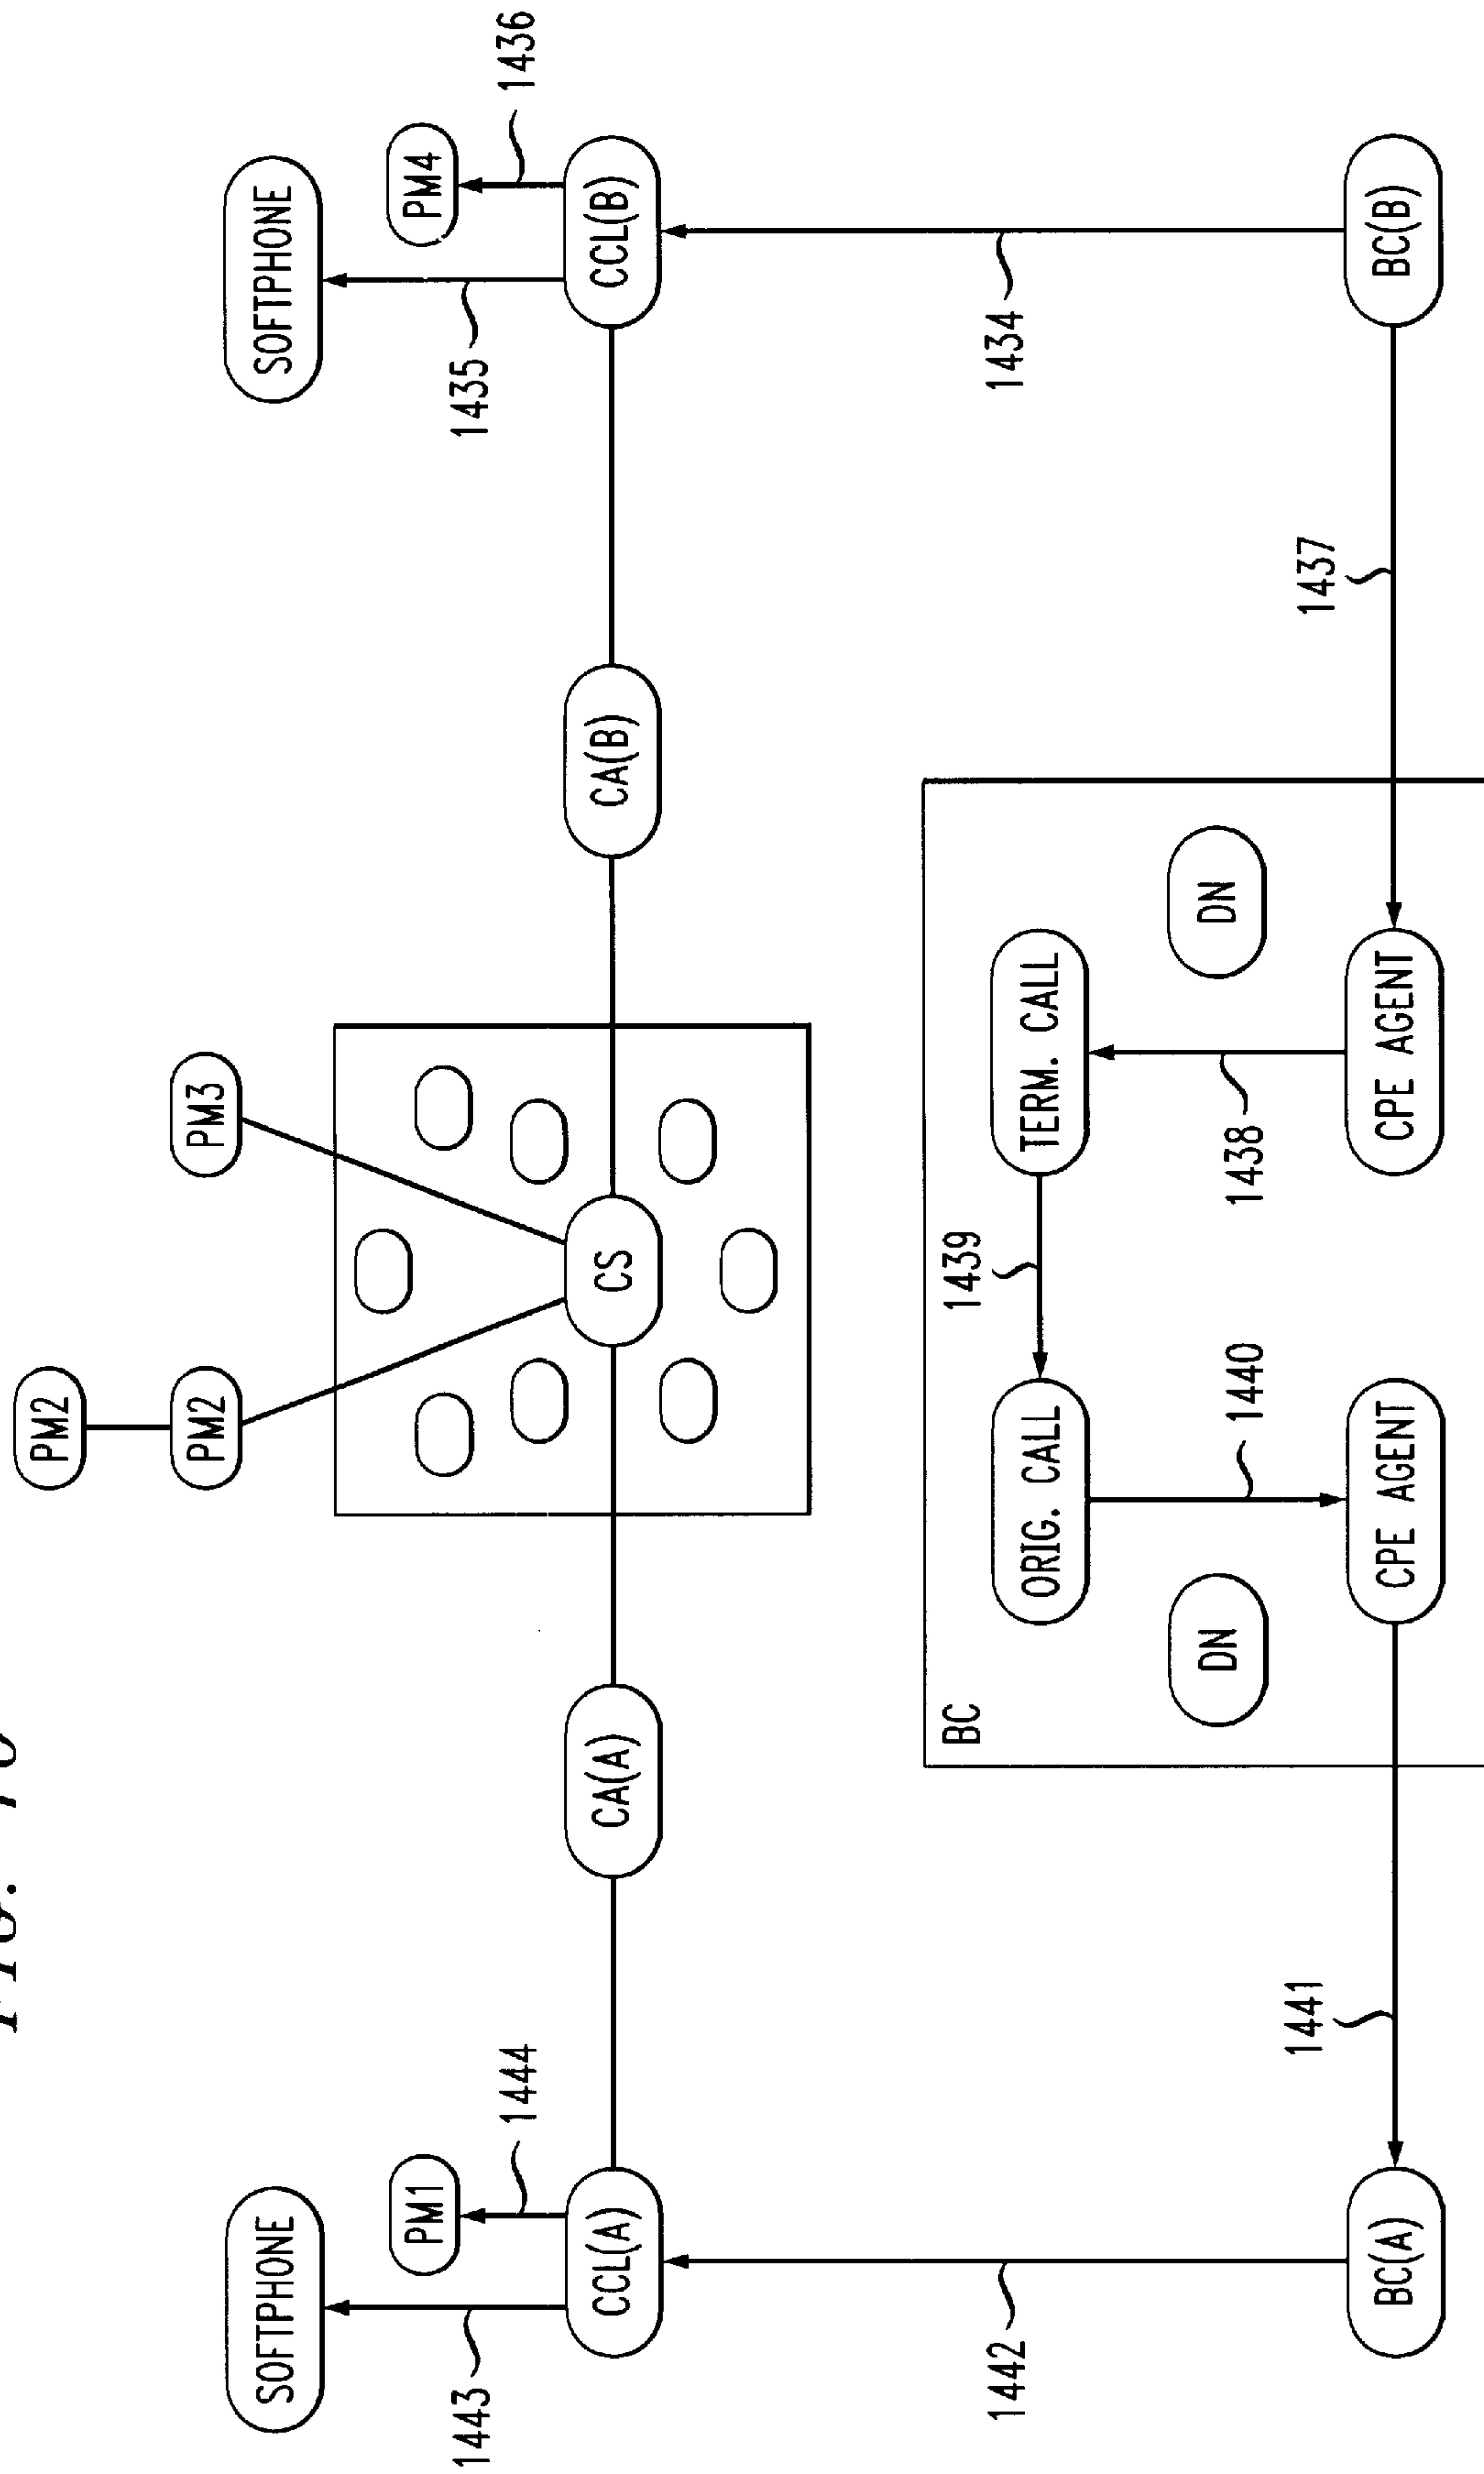 PM2
SOFTPHONE
PM2
PM3
SOFTPHONE
1443
PM1
1444
1435
PM4
1436
CCL(A)
CA(A)
CS
CA(B)
CCL(B)
BC
1439
1442
ORIG. CALL
TERM. CALL
1434
DN
1440
1438
DN
1441
1437
BC(A)
CPE AGENT
CPE AGENT
BC(B)